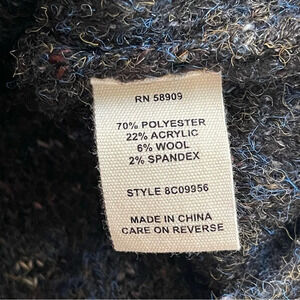 RN 58909
70% POLYESTER
22% ACRYLIC
6% WOOL
2% SPANDEX
STYLE 8C09956
MADE IN CHINA
CARE ON REVERSE